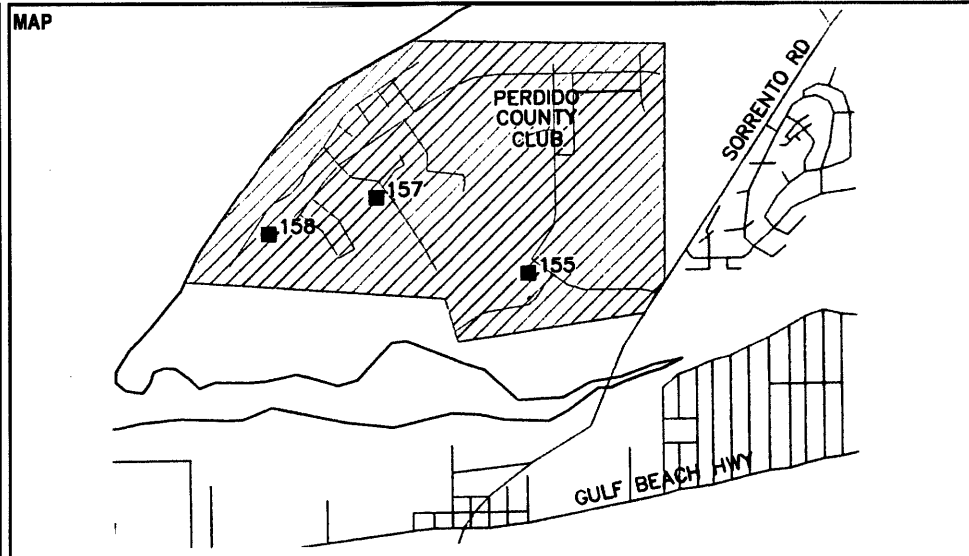 MAP
PERDIDO
COUNTY
CLUB
SORRENTO RD
157
158
155
GULF BEACH HWY